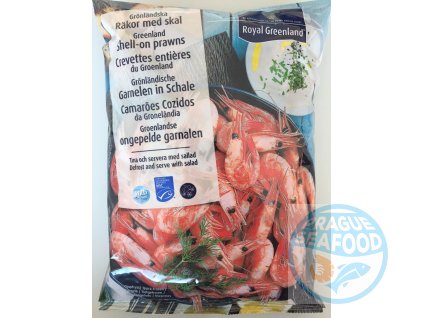 Grönländska
Räkor med skal
Greenland
Shell-on prawns
Crevettes entières
du Groenland
Grönländische
Garnelen in Schale
Camarões Cozidos
da Gronelândia
Groenlandse
ongepelde garnalen
Tina och servera med sallad
Defrost and serve with salad
Royal Greenland
PRAGUE
SEAFOOD